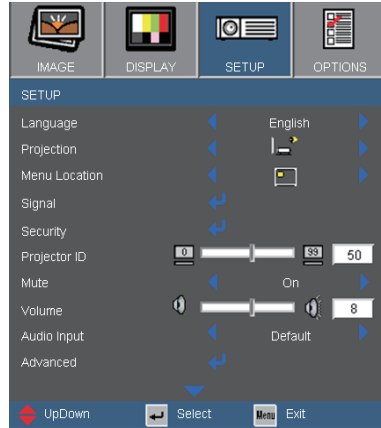 IMAGE DISPLAY SETUP OPTIONS
SETUP
Language English
Projection
Menu Location
Signal
Security
Projector ID 0 99 50
Mute On
Volume 8
Audio Input Default
Advanced
UpDown Select Menu Exit